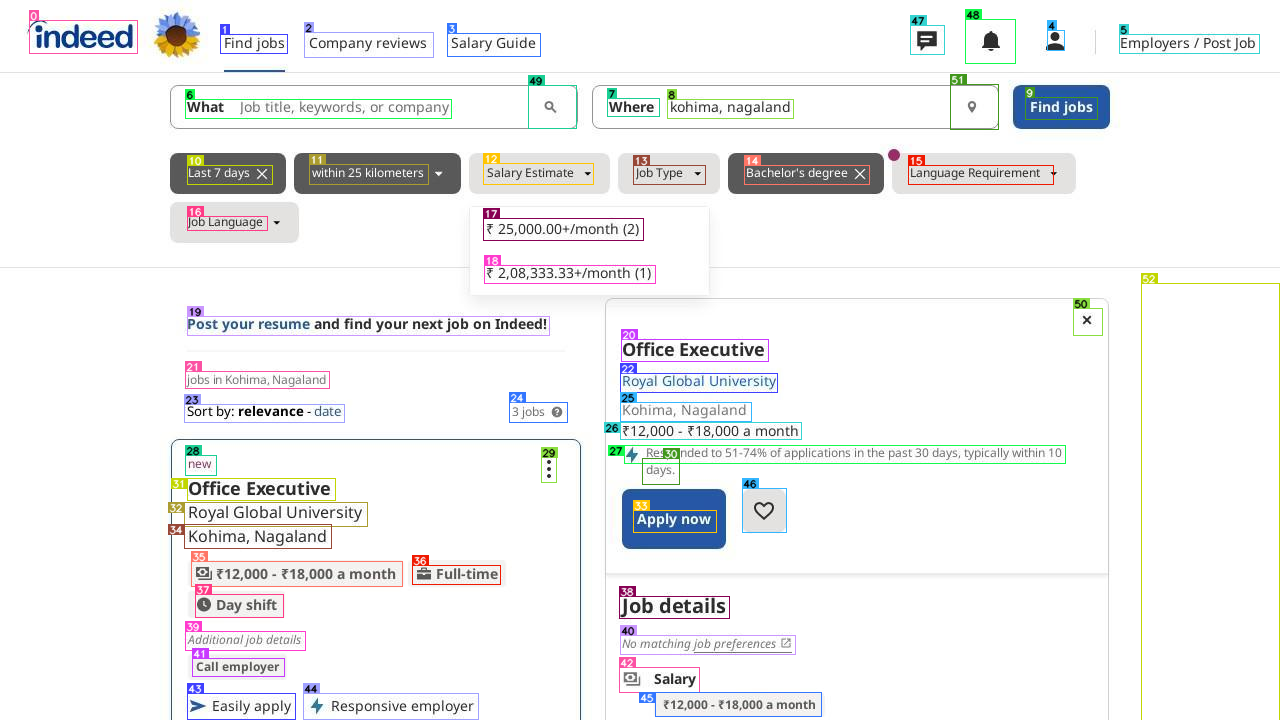 indeed
Find jobs
Company reviews
Salary Guide
Employers / Post Job
What Job title, keywords, or company
Where kohima, nagaland
Find jobs
Last 7 days
within 25 kilometers
Salary Estimate
Job Type
Bachelor's degree
Language Requirement
Job Language
₹ 25,000.00+/month (2)
₹ 2,08,333.33+/month (1)
Post your resume and find your next job on Indeed!
jobs in Kohima, Nagaland
Sort by: relevance - date
3 jobs
new
Office Executive
Royal Global University
Kohima, Nagaland
₹12,000 - ₹18,000 a month
Full-time
Day shift
Additional job details
Call employer
Easily apply
Responsive employer
Office Executive
Royal Global University
Kohima, Nagaland
₹12,000 - ₹18,000 a month
Responded to 51-74% of applications in the past 30 days, typically within 10
days.
Apply now
Job details
No matching job preferences
Salary
₹12,000 - ₹18,000 a month
0
1
2
3
47
48
4
5
6
49
7
8
51
9
10
11
12
13
14
15
16
17
18
52
19
50
20
21
22
23
24
25
26
27
30
28
29
31
32
33
46
34
35
36
37
38
39
40
41
42
43
44
45